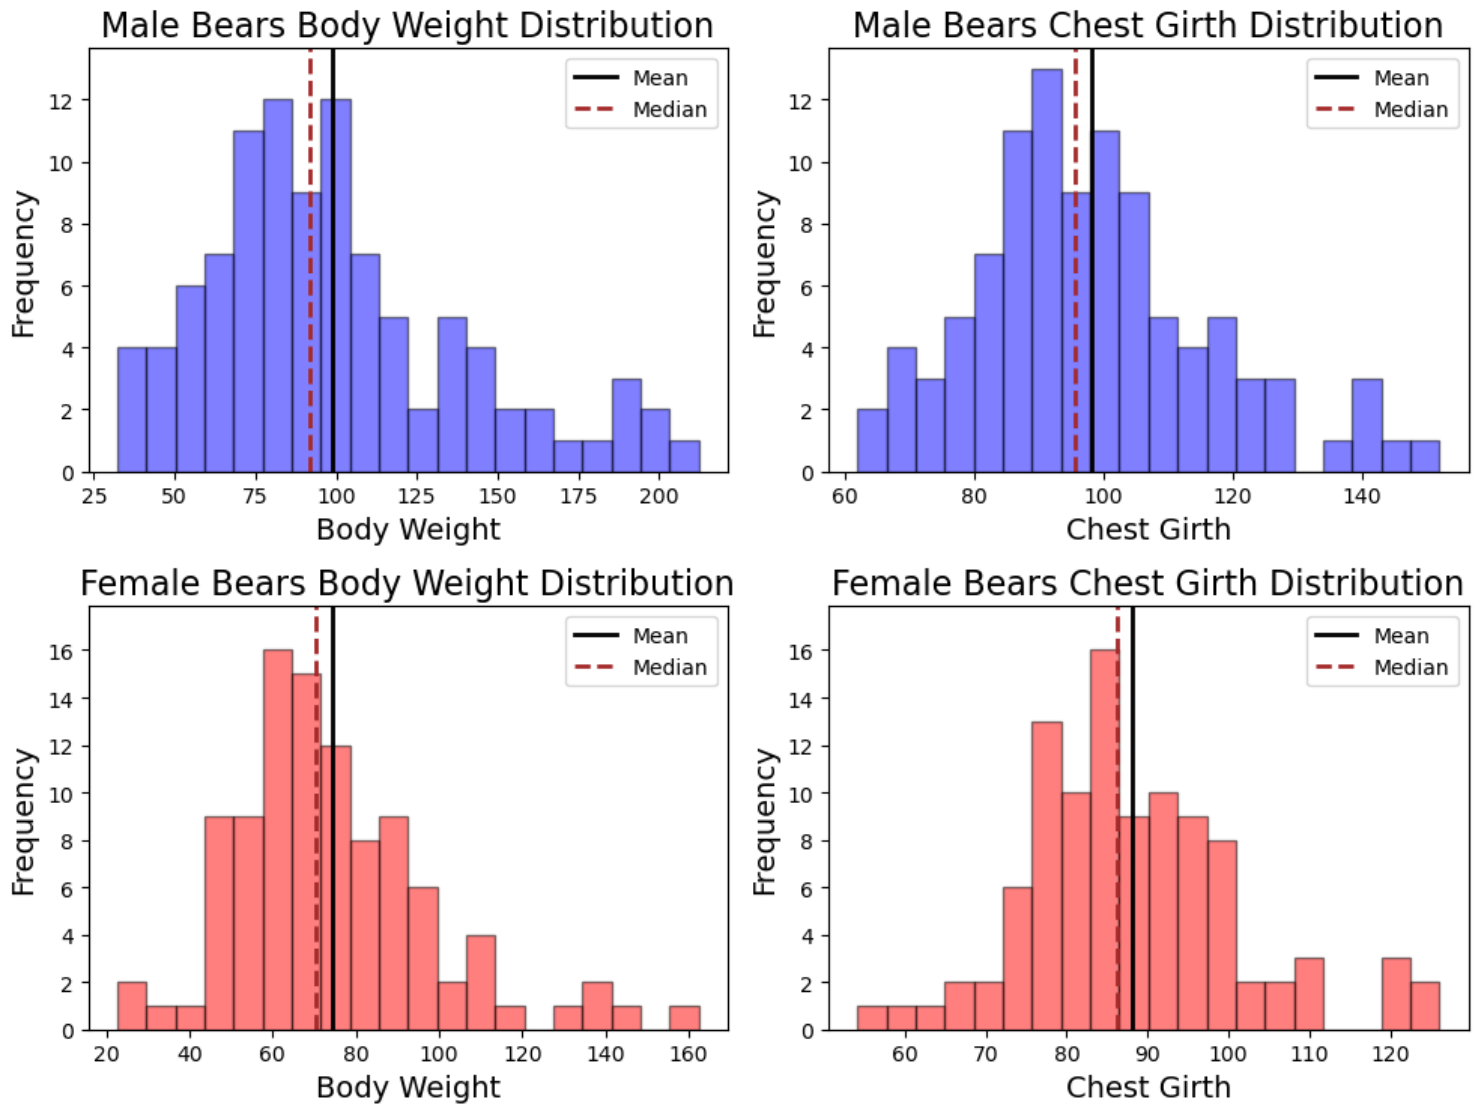 Male Bears Body Weight Distribution
Mean
Median
12
10
8
6
4
2
0
Frequency
25 50 75 100 125 150 175 200
Body Weight
Male Bears Chest Girth Distribution
Mean
Median
12
10
8
6
4
2
0
Frequency
60 80 100 120 140
Chest Girth
Female Bears Body Weight Distribution
Mean
Median
16
14
12
10
8
6
4
2
0
Frequency
20 40 60 80 100 120 140 160
Body Weight
Female Bears Chest Girth Distribution
Mean
Median
16
14
12
10
8
6
4
2
0
Frequency
60 70 80 90 100 110 120
Chest Girth